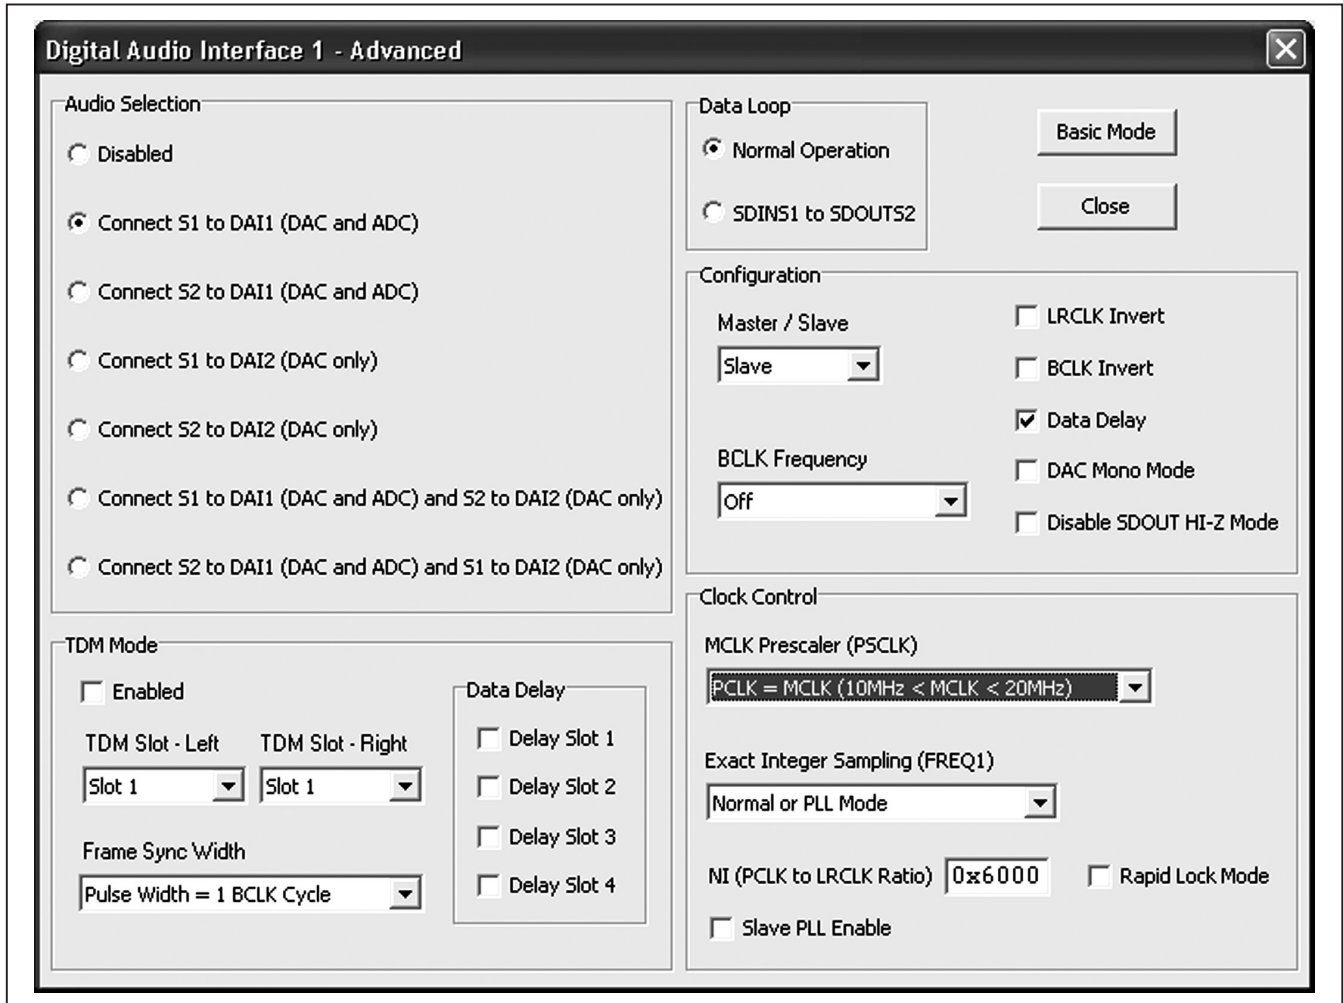 Digital Audio Interface 1 - Advanced
Audio Selection
Disabled
Connect S1 to DAI1 (DAC and ADC)
Connect S2 to DAI1 (DAC and ADC)
Connect S1 to DAI2 (DAC only)
Connect S2 to DAI2 (DAC only)
Connect S1 to DAI1 (DAC and ADC) and S2 to DAI2 (DAC only)
Connect S2 to DAI1 (DAC and ADC) and S1 to DAI2 (DAC only)
TDM Mode
Enabled
TDM Slot - Left TDM Slot - Right
Slot 1 Slot 1
Frame Sync Width
Pulse Width = 1 BCLK Cycle
Data Delay
Delay Slot 1
Delay Slot 2
Delay Slot 3
Delay Slot 4
Data Loop
Normal Operation
SDINS1 to SDOUTS2
Basic Mode
Close
Configuration
Master / Slave
Slave
BCLK Frequency
Off
LRCLK Invert
BCLK Invert
Data Delay
DAC Mono Mode
Disable SDOUT HI-Z Mode
Clock Control
MCLK Prescaler (PSCLK)
PCLK = MCLK (10MHz < MCLK < 20MHz)
Exact Integer Sampling (FREQ1)
Normal or PLL Mode
NI (PCLK to LRCLK Ratio) 0x6000 Rapid Lock Mode
Slave PLL Enable